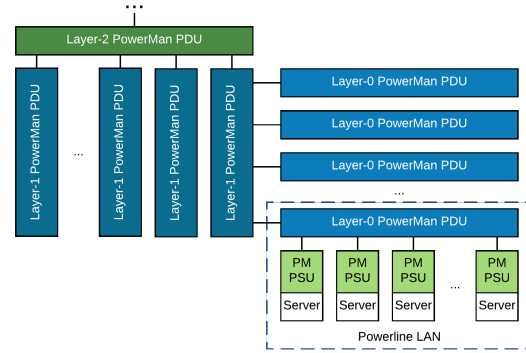 ...
Layer-2 PowerMan PDU
Layer-1 PowerMan PDU
...
Layer-1 PowerMan PDU
Layer-1 PowerMan PDU
Layer-1 PowerMan PDU
Layer-0 PowerMan PDU
Layer-0 PowerMan PDU
Layer-0 PowerMan PDU
...
Layer-0 PowerMan PDU
PM
PSU
Server
PM
PSU
Server
PM
PSU
Server
...
PM
PSU
Server
Powerline LAN